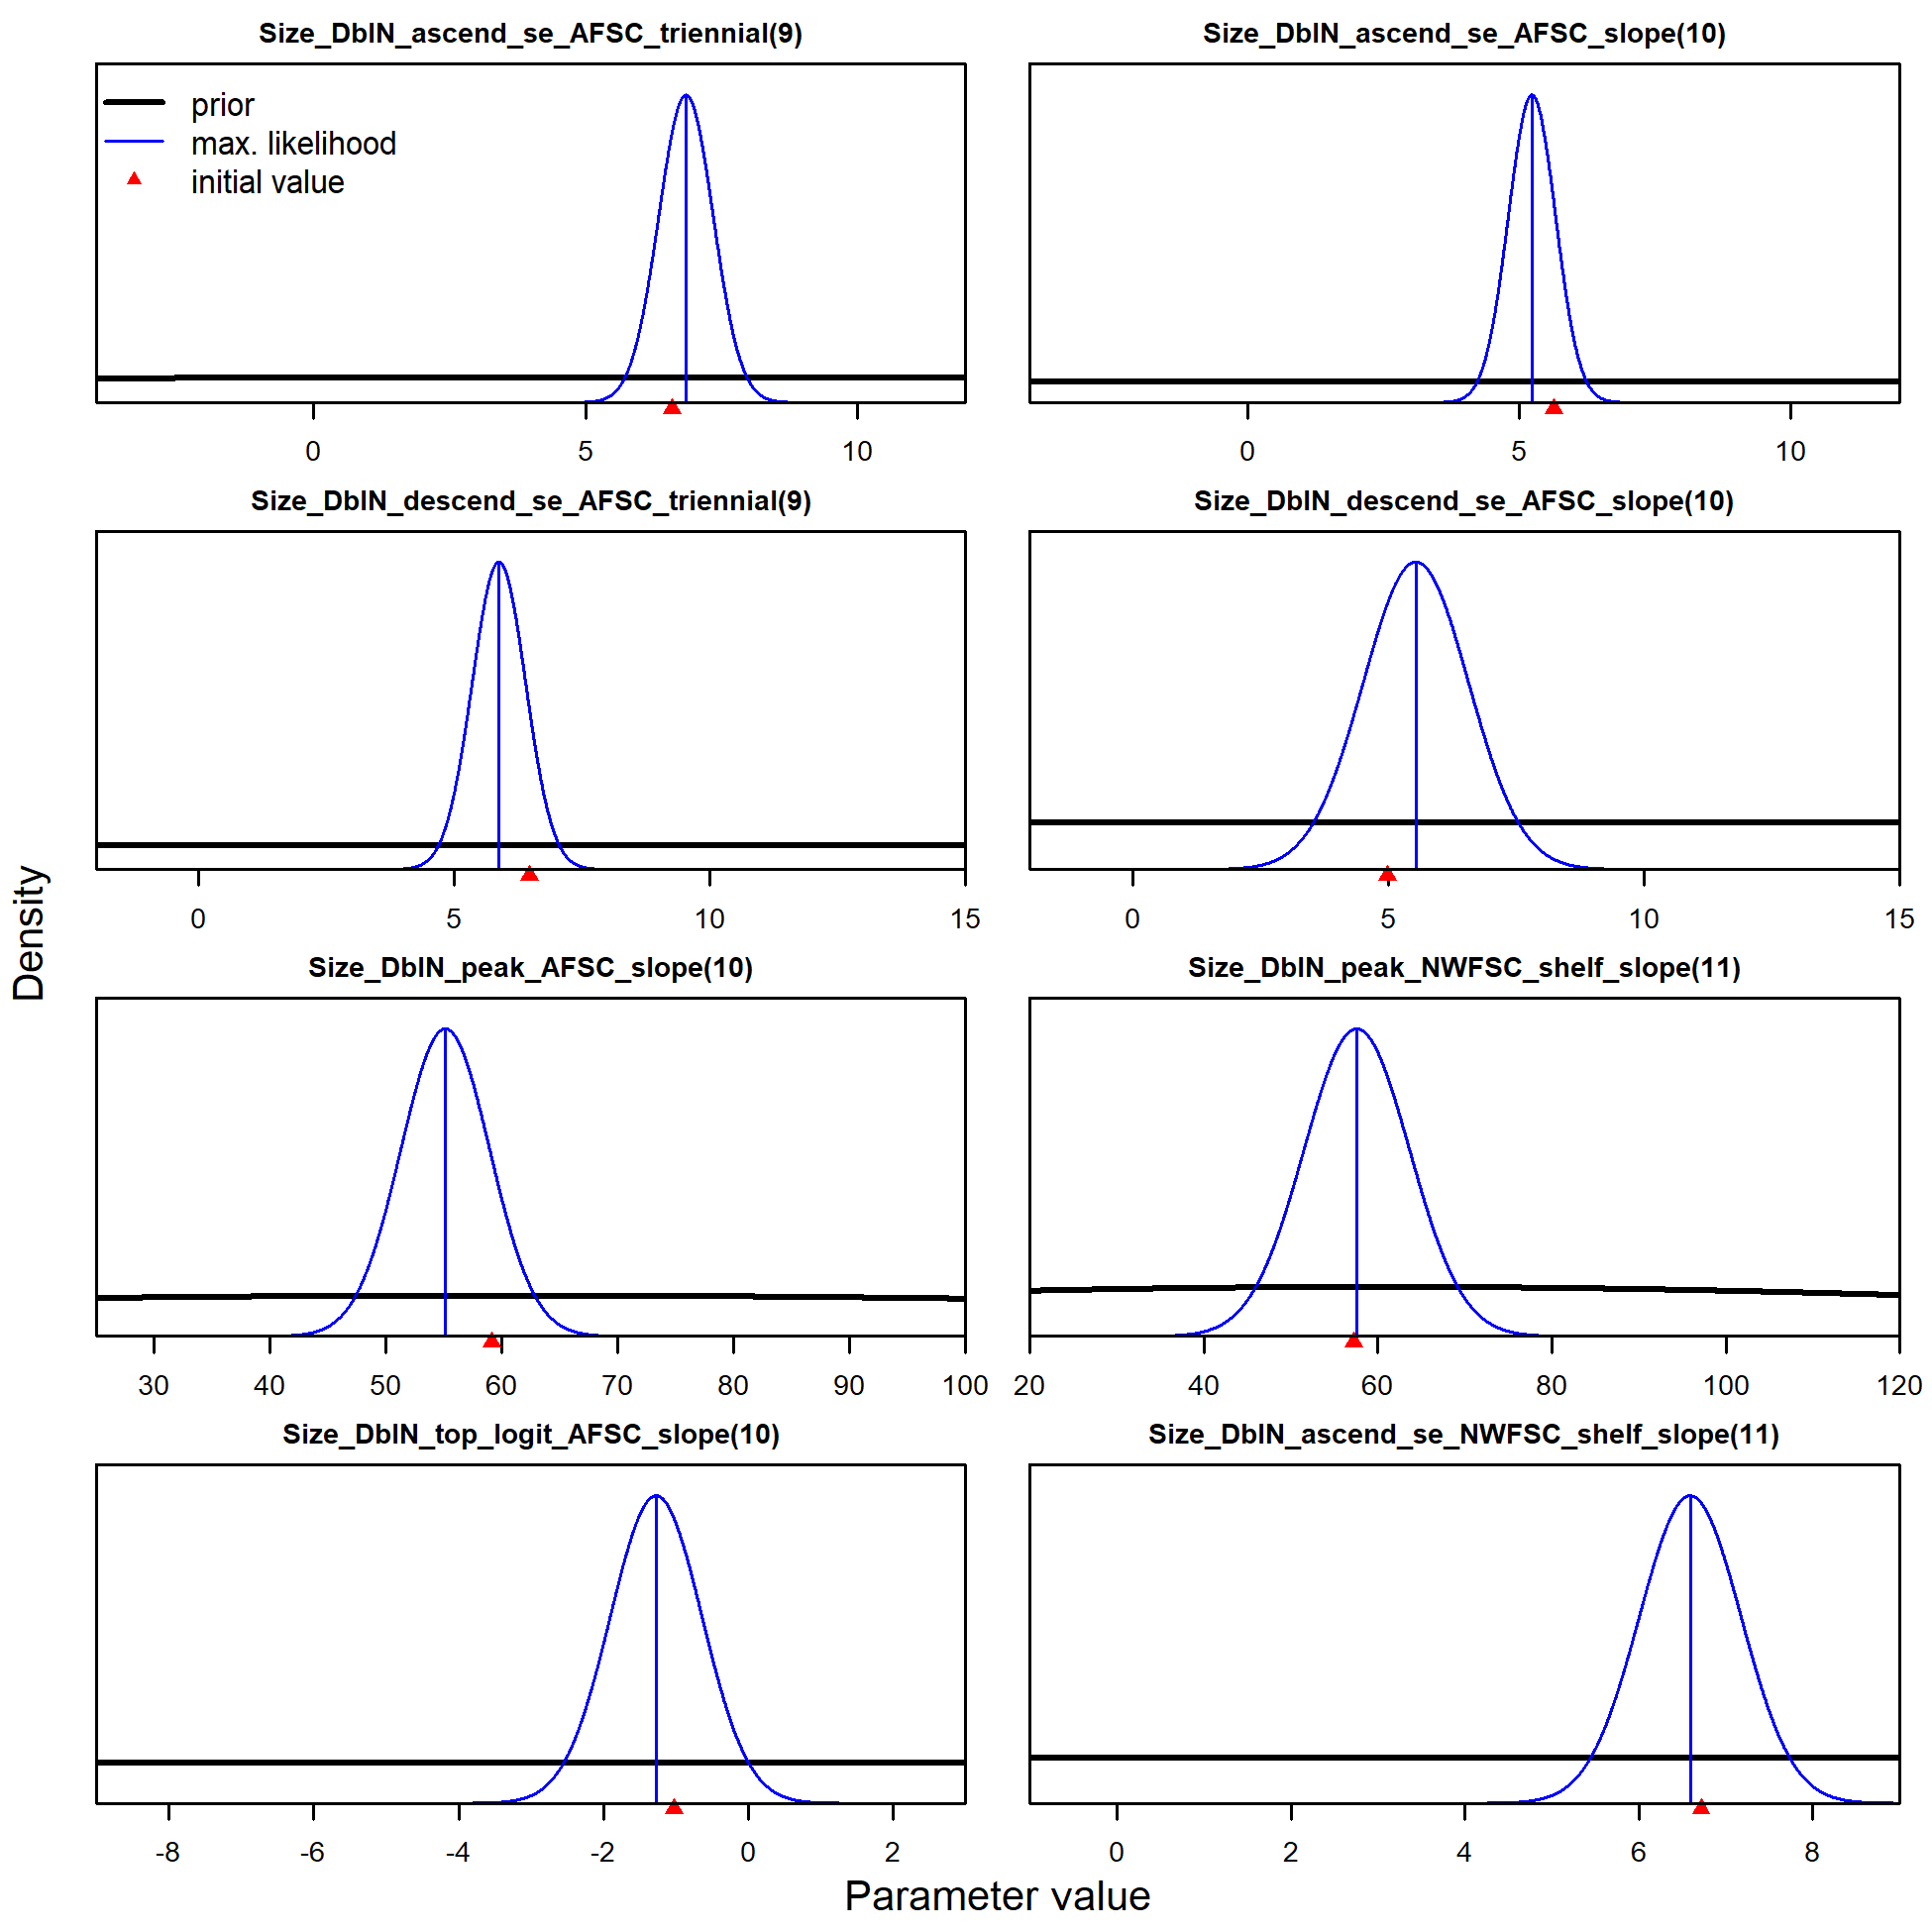 Size_DblN_ascend_se_AFSC_triennial(9)
prior
max. likelihood
initial value
0 5 10
Size_DblN_ascend_se_AFSC_slope(10)
0 5 10
Size_DblN_descend_se_AFSC_triennial(9)
0 5 10 15
Size_DblN_descend_se_AFSC_slope(10)
0 5 10 15
Size_DblN_peak_AFSC_slope(10)
30 40 50 60 70 80 90 100
Size_DblN_peak_NWFSC_shelf_slope(11)
20 40 60 80 100 120
Size_DblN_top_logit_AFSC_slope(10)
-8 -6 -4 -2 0 2
Size_DblN_ascend_se_NWFSC_shelf_slope(11)
0 2 4 6 8
Density
Parameter value